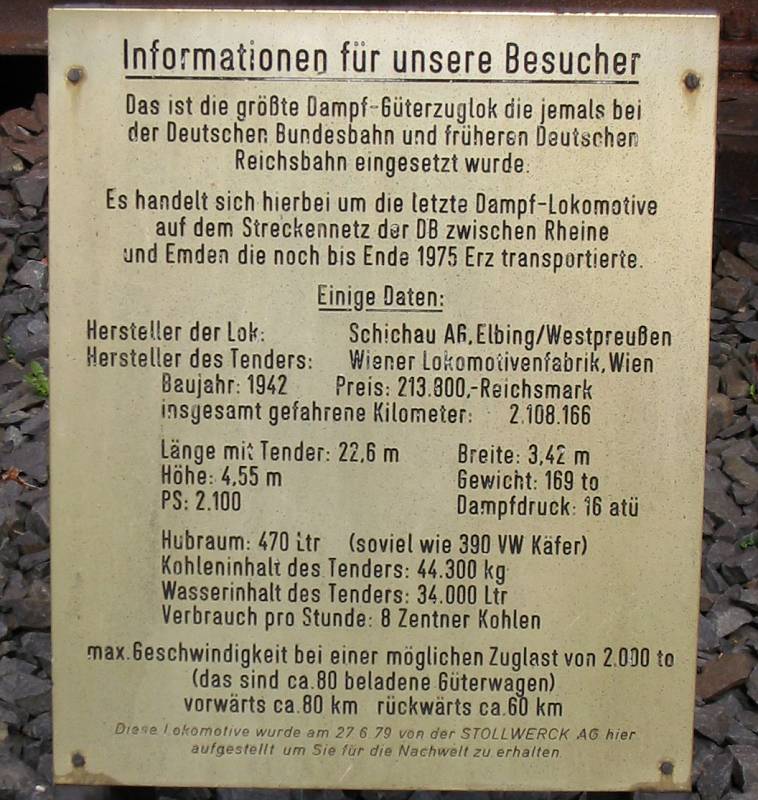 Informationen für unsere Besucher
Das ist die größte Dampf-Güterzuglok die jemals bei
der Deutschen Bundesbahn und früheren Deutschen
Reichsbahn eingesetzt wurde.
Es handelt sich hierbei um die letzte Dampf-Lokomotive
auf dem Streckennetz der DB zwischen Rheine
und Emden die noch bis Ende 1975 Erz transportierte.
Einige Daten:
Hersteller der Lok: Schichau AG, Elbing/Westpreußen
Hersteller des Tenders: Wiener Lokomotivenfabrik, Wien
Baujahr: 1942 Preis: 213.800,-Reichsmark
insgesamt gefahrene Kilometer: 2.108.166
Länge mit Tender: 22,6 m Breite: 3,42 m
Höhe: 4,55 m Gewicht: 169 to
PS: 2.100 Dampfdruck: 16 atü
Hubraum: 470 Ltr (soviel wie 390 VW Käfer)
Kohleninhalt des Tenders: 44.300 kg
Wasserinhalt des Tenders: 34.000 Ltr
Verbrauch pro Stunde: 8 Zentner Kohlen
max. Geschwindigkeit bei einer möglichen Zuglast von 2.000 to
(das sind ca. 80 beladene Güterwagen)
vorwärts ca. 80 km rückwärts ca. 60 km
Diese Lokomotive wurde am 27.6.79 von der STOLLWERCK AG hier
aufgestellt um Sie für die Nachwelt zu erhalten.